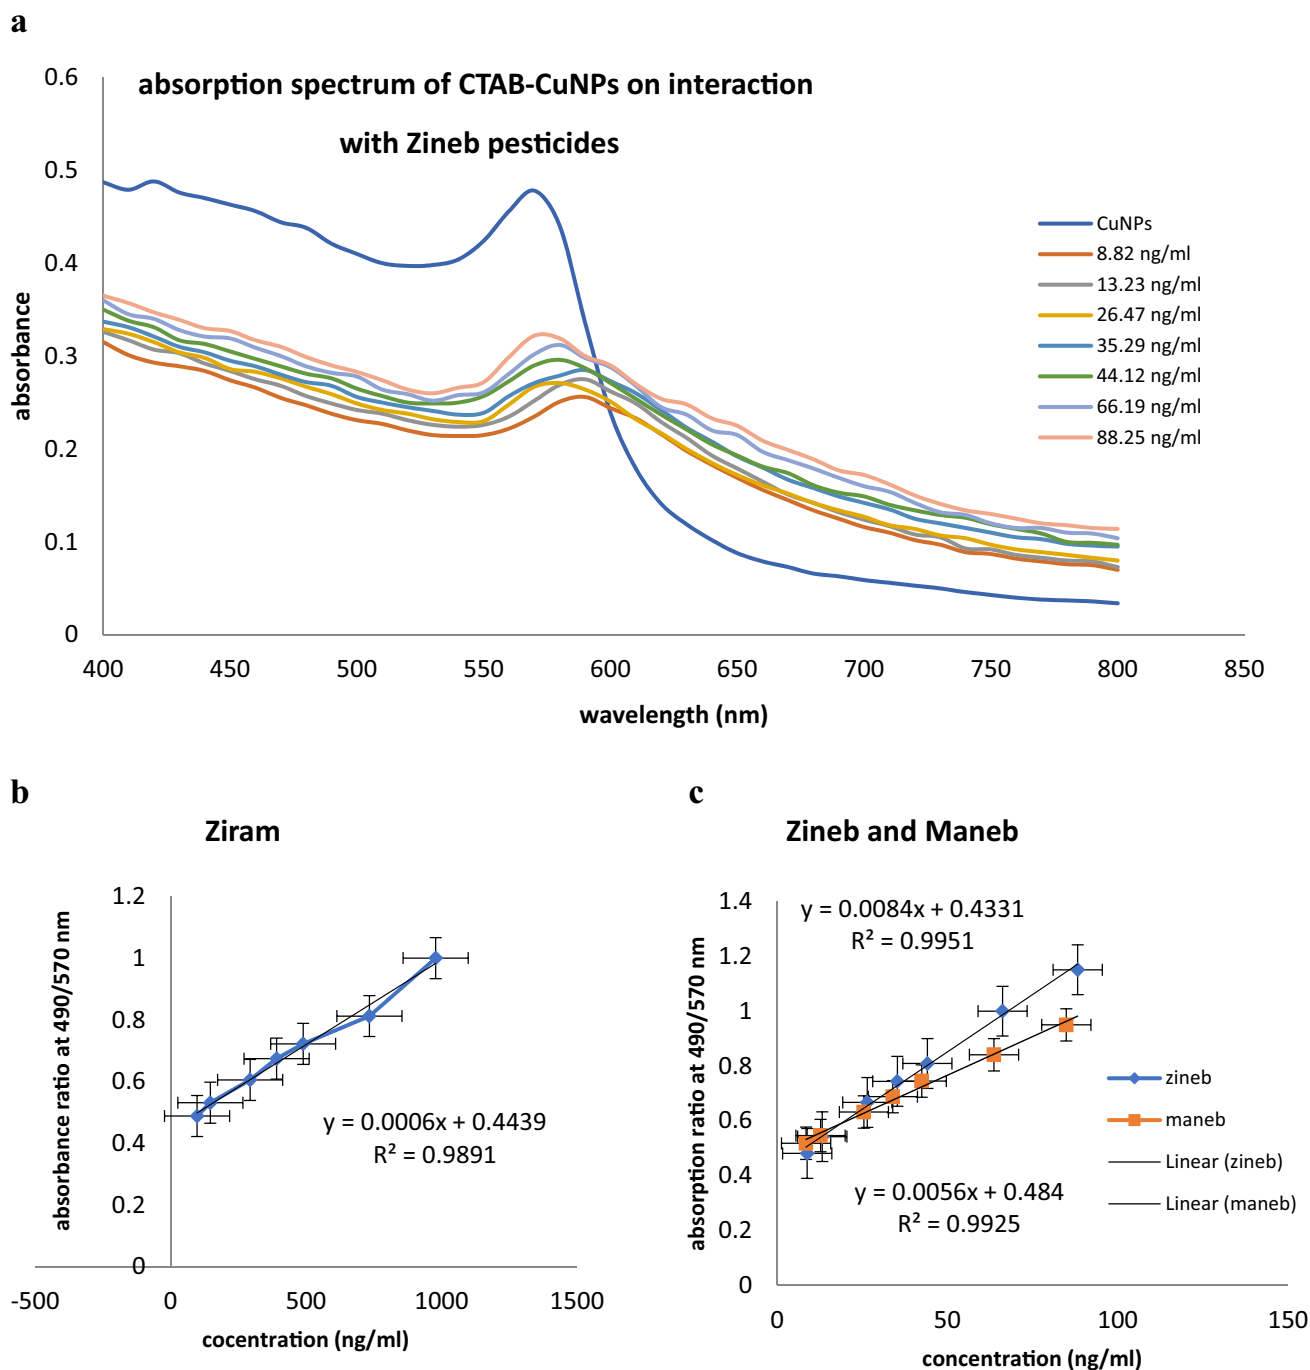 a
absorption spectrum of CTAB-CuNPs on interaction
with Zineb pesticides
absorbance
0.6
0.5
0.4
0.3
0.2
0.1
0
400 450 500 550 600 650 700 750 800 850
wavelength (nm)
CuNPs
8.82 ng/ml
13.23 ng/ml
26.47 ng/ml
35.29 ng/ml
44.12 ng/ml
66.19 ng/ml
88.25 ng/ml
b
Ziram
absorbance ratio at 490/570 nm
1.2
1
0.8
0.6
0.4
0.2
0
y = 0.0006x + 0.4439
R² = 0.9891
-500 0 500 1000 1500
cocentration (ng/ml)
c
Zineb and Maneb
absorption ratio at 490/570 nm
1.4
1.2
1
0.8
0.6
0.4
0.2
0
y = 0.0084x + 0.4331
R² = 0.9951
y = 0.0056x + 0.484
R² = 0.9925
0 50 100 150
concentration (ng/ml)
zineb
maneb
Linear (zineb)
Linear (maneb)